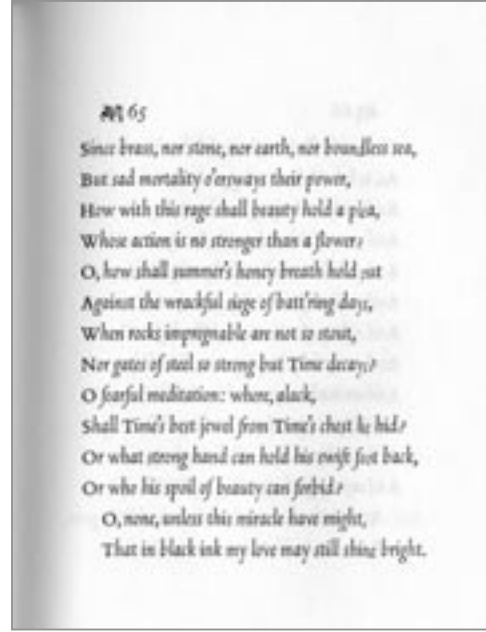 65
Since brass, nor stone, nor earth, nor boundless sea,
But sad mortality o'ersways their power,
How with this rage shall beauty hold a plea,
Whose action is no stronger than a flower?
O, how shall summer's honey breath hold out
Against the wrackful siege of batt'ring days,
When rocks impregnable are not so stout,
Nor gates of steel so strong but Time decays?
O fearful meditation: where, alack,
Shall Time's best jewel from Time's chest lie hid?
Or what strong hand can hold his swift foot back,
Or who his spoil of beauty can forbid?
O, none, unless this miracle have might,
That in black ink my love may still shine bright.